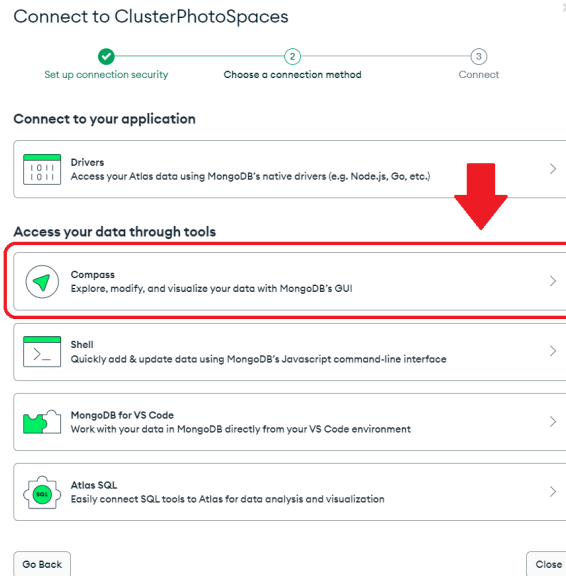 Connect to ClusterPhotoSpaces
2
3
Set up connection security
Choose a connection method
Connect
Connect to your application
1011
1011
Drivers
Access your Atlas data using MongoDB's native drivers (e.g. Node.js, Go, etc.)
Access your data through tools
Compass
Explore, modify, and visualize your data with MongoDB's GUI
>_
Shell
Quickly add & update data using MongoDB's Javascript command-line interface
MongoDB for VS Code
Work with your data in MongoDB directly from your VS Code environment
SQL
Atlas SQL
Easily connect SQL tools to Atlas for data analysis and visualization
Go Back
Close